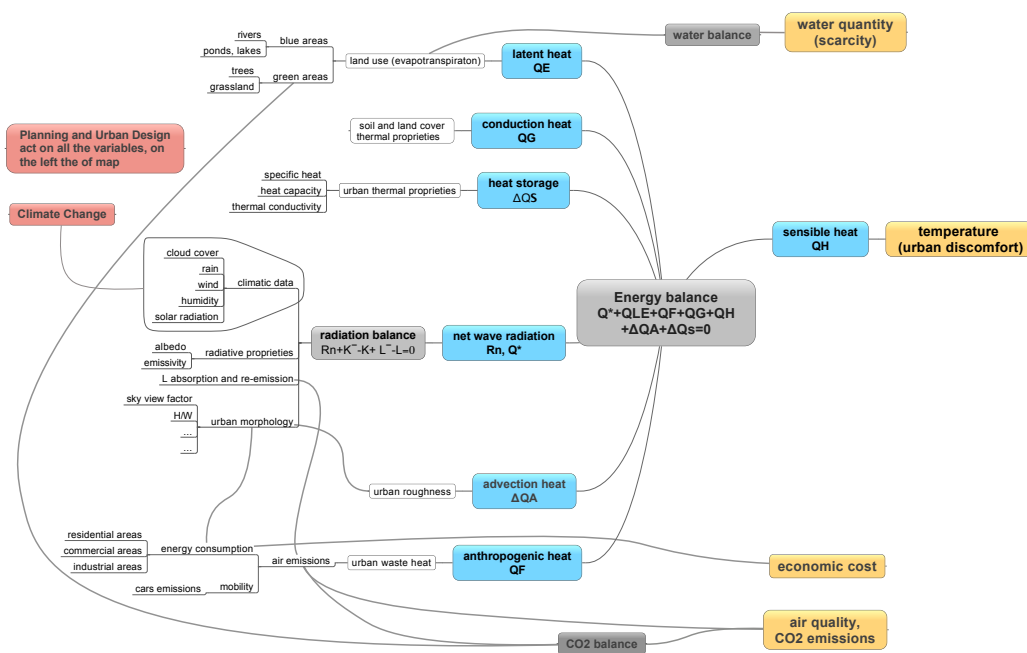 water quantity
(scarcity)
water balance
rivers
blue areas
ponds, lakes
land use (evapotranspiraton)
latent heat
QE
trees
green areas
grassland
soil and land cover
thermal proprieties
conduction heat
QG
Planning and Urban Design
act on all the variables, on
the left the of map
specific heat
heat capacity
thermal conductivity
urban thermal proprieties
heat storage
ΔQS
Climate Change
sensible heat
QH
temperature
(urban discomfort)
cloud cover
rain
wind
humidity
solar radiation
climatic data
Energy balance
Q*+QLE+QF+QG+QH
+ΔQA+ΔQs=0
radiation balance
Rn+K¯-K+ L¯-L=0
net wave radiation
Rn, Q*
albedo
emissivity
radiative proprieties
L absorption and re-emission
sky view factor
H/W
...
...
urban morphology
urban roughness
advection heat
ΔQA
residential areas
commercial areas
industrial areas
energy consumption
cars emissions
mobility
air emissions
urban waste heat
anthropogenic heat
QF
economic cost
air quality,
CO2 emissions
CO2 balance